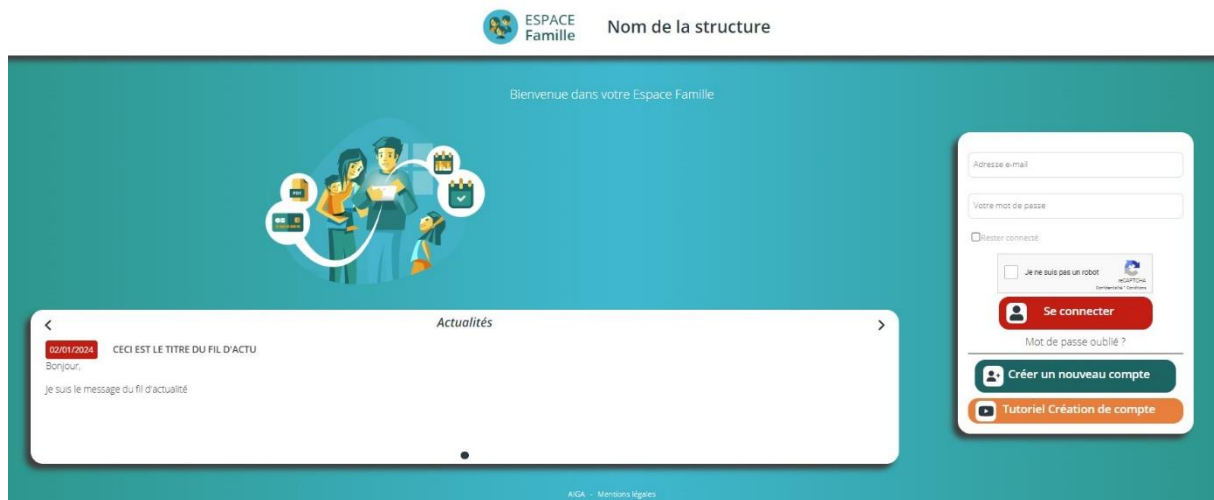 ESPACE
Famille
Nom de la structure
Bienvenue dans votre Espace Famille
PDF
Adresse e-mail
Votre mot de passe
Rester connecté
Je ne suis pas un robot
reCAPTCHA
Confidentialité - Conditions
Se connecter
Mot de passe oublié ?
Créer un nouveau compte
Tutoriel Création de compte
Actualités
02/01/2024 CECI EST LE TITRE DU FIL D'ACTU
Bonjour,
Je suis le message du fil d'actualité
AIGA - Mentions légales